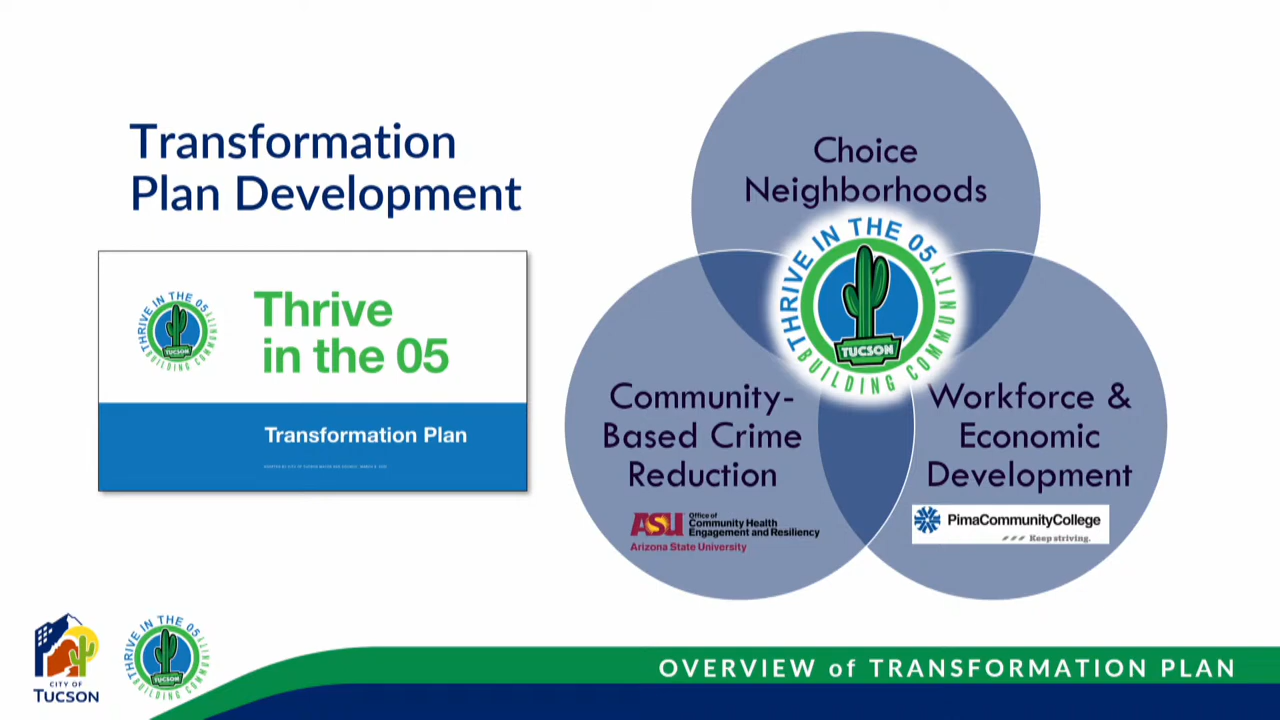 Transformation
Plan Development
THRIVE IN THE 05
BUILDING COMMUNITY
TUCSON
Thrive
in the 05
Transformation Plan
Choice
Neighborhoods
THRIVE IN THE 05
BUILDING COMMUNITY
TUCSON
Community-
Based Crime
Reduction
ASU
Office of
Community Health
Engagement and Resiliency
Arizona State University
Workforce &
Economic
Development
PimaCommunityCollege
Keep striving.
CITY OF
TUCSON
THRIVE IN THE 05
BUILDING COMMUNITY
TUCSON
OVERVIEW of TRANSFORMATION PLAN